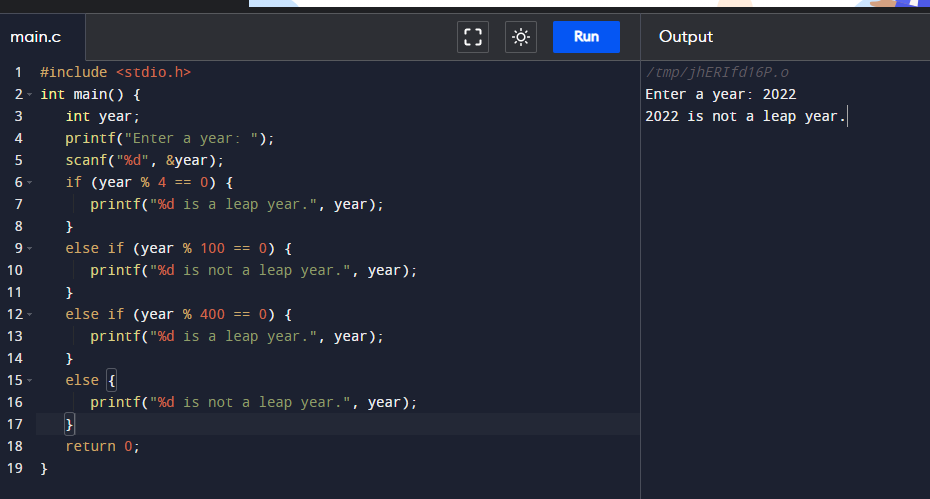 main.c
Run
Output
1 #include <stdio.h>
2 int main() {
3    int year;
4    printf("Enter a year: ");
5    scanf("%d", &year);
6    if (year % 4 == 0) {
7       printf("%d is a leap year.", year);
8    }
9    else if (year % 100 == 0) {
10       printf("%d is not a leap year.", year);
11    }
12    else if (year % 400 == 0) {
13       printf("%d is a leap year.", year);
14    }
15    else {
16       printf("%d is not a leap year.", year);
17    }
18    return 0;
19 }
/tmp/jhERIfd16P.o
Enter a year: 2022
2022 is not a leap year.